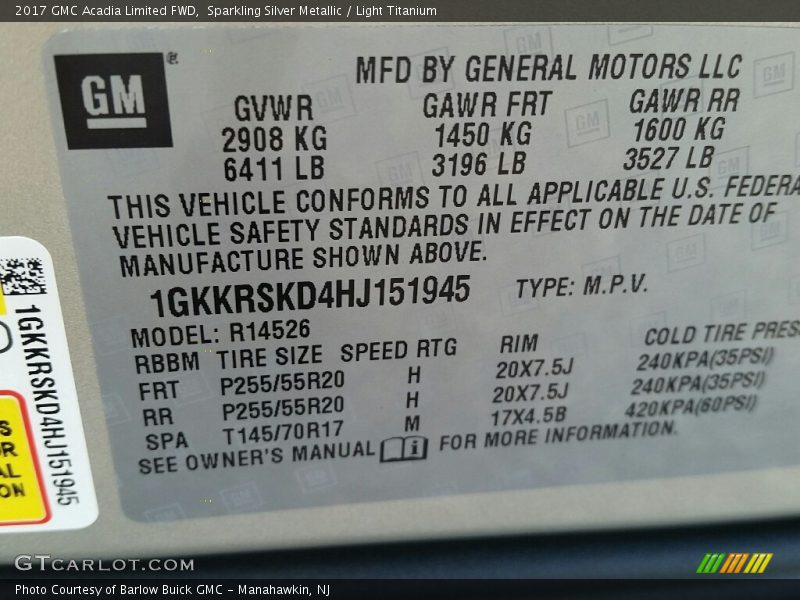 2017 GMC Acadia Limited FWD, Sparkling Silver Metallic / Light Titanium
GM®
MFD BY GENERAL MOTORS LLC
GVWR GAWR FRT GAWR RR
2908 KG 1450 KG 1600 KG
6411 LB 3196 LB 3527 LB
THIS VEHICLE CONFORMS TO ALL APPLICABLE U.S. FEDERA
VEHICLE SAFETY STANDARDS IN EFFECT ON THE DATE OF
MANUFACTURE SHOWN ABOVE.
1GKKRSKD4HJ151945 TYPE: M.P.V.
MODEL: R14526
RBBM TIRE SIZE SPEED RTG RIM COLD TIRE PRES
FRT P255/55R20 H 20X7.5J 240KPA(35PSI)
RR P255/55R20 H 20X7.5J 240KPA(35PSI)
SPA T145/70R17 M 17X4.5B 420KPA(60PSI)
SEE OWNER'S MANUAL i FOR MORE INFORMATION.
1GKKRSKD4HJ151945
S
OR
AL
ON
GTCARLOT.COM
Photo Courtesy of Barlow Buick GMC - Manahawkin, NJ